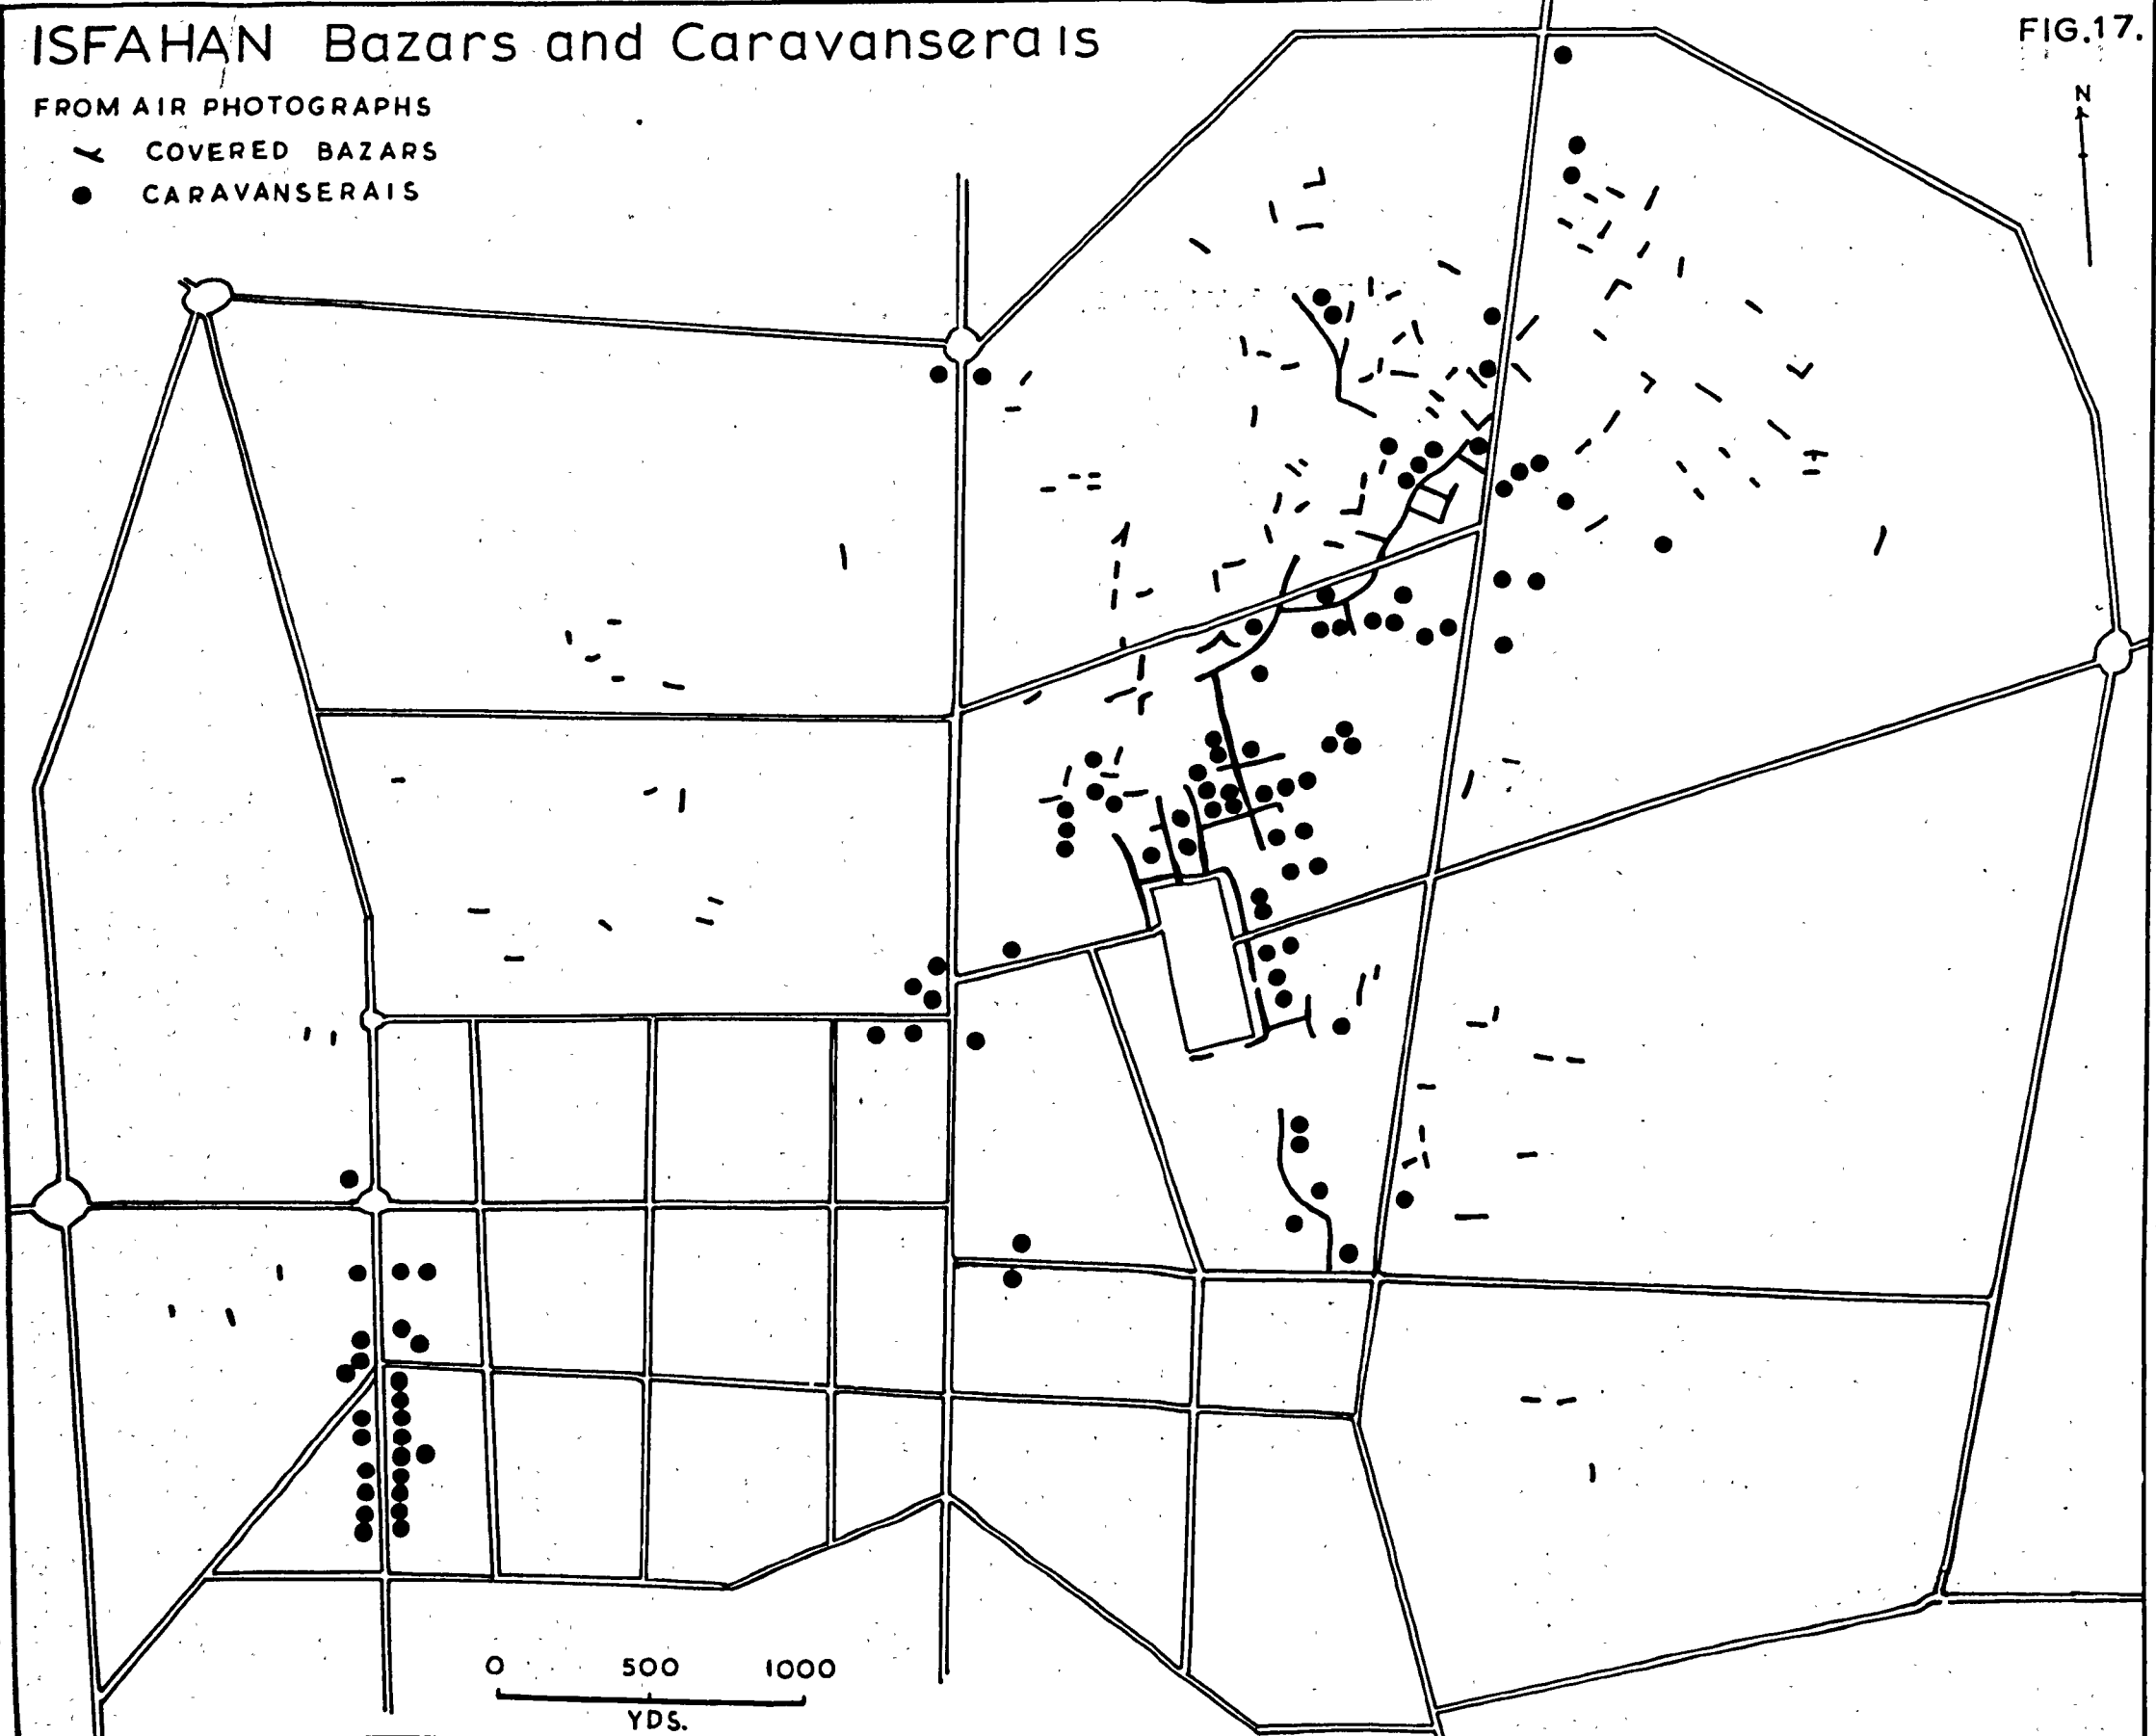 ISFAHAN Bazars and Caravanserais
FIG.17.
FROM AIR PHOTOGRAPHS
COVERED BAZARS
CARAVANSERAIS
N
0 500 1000
YDS.